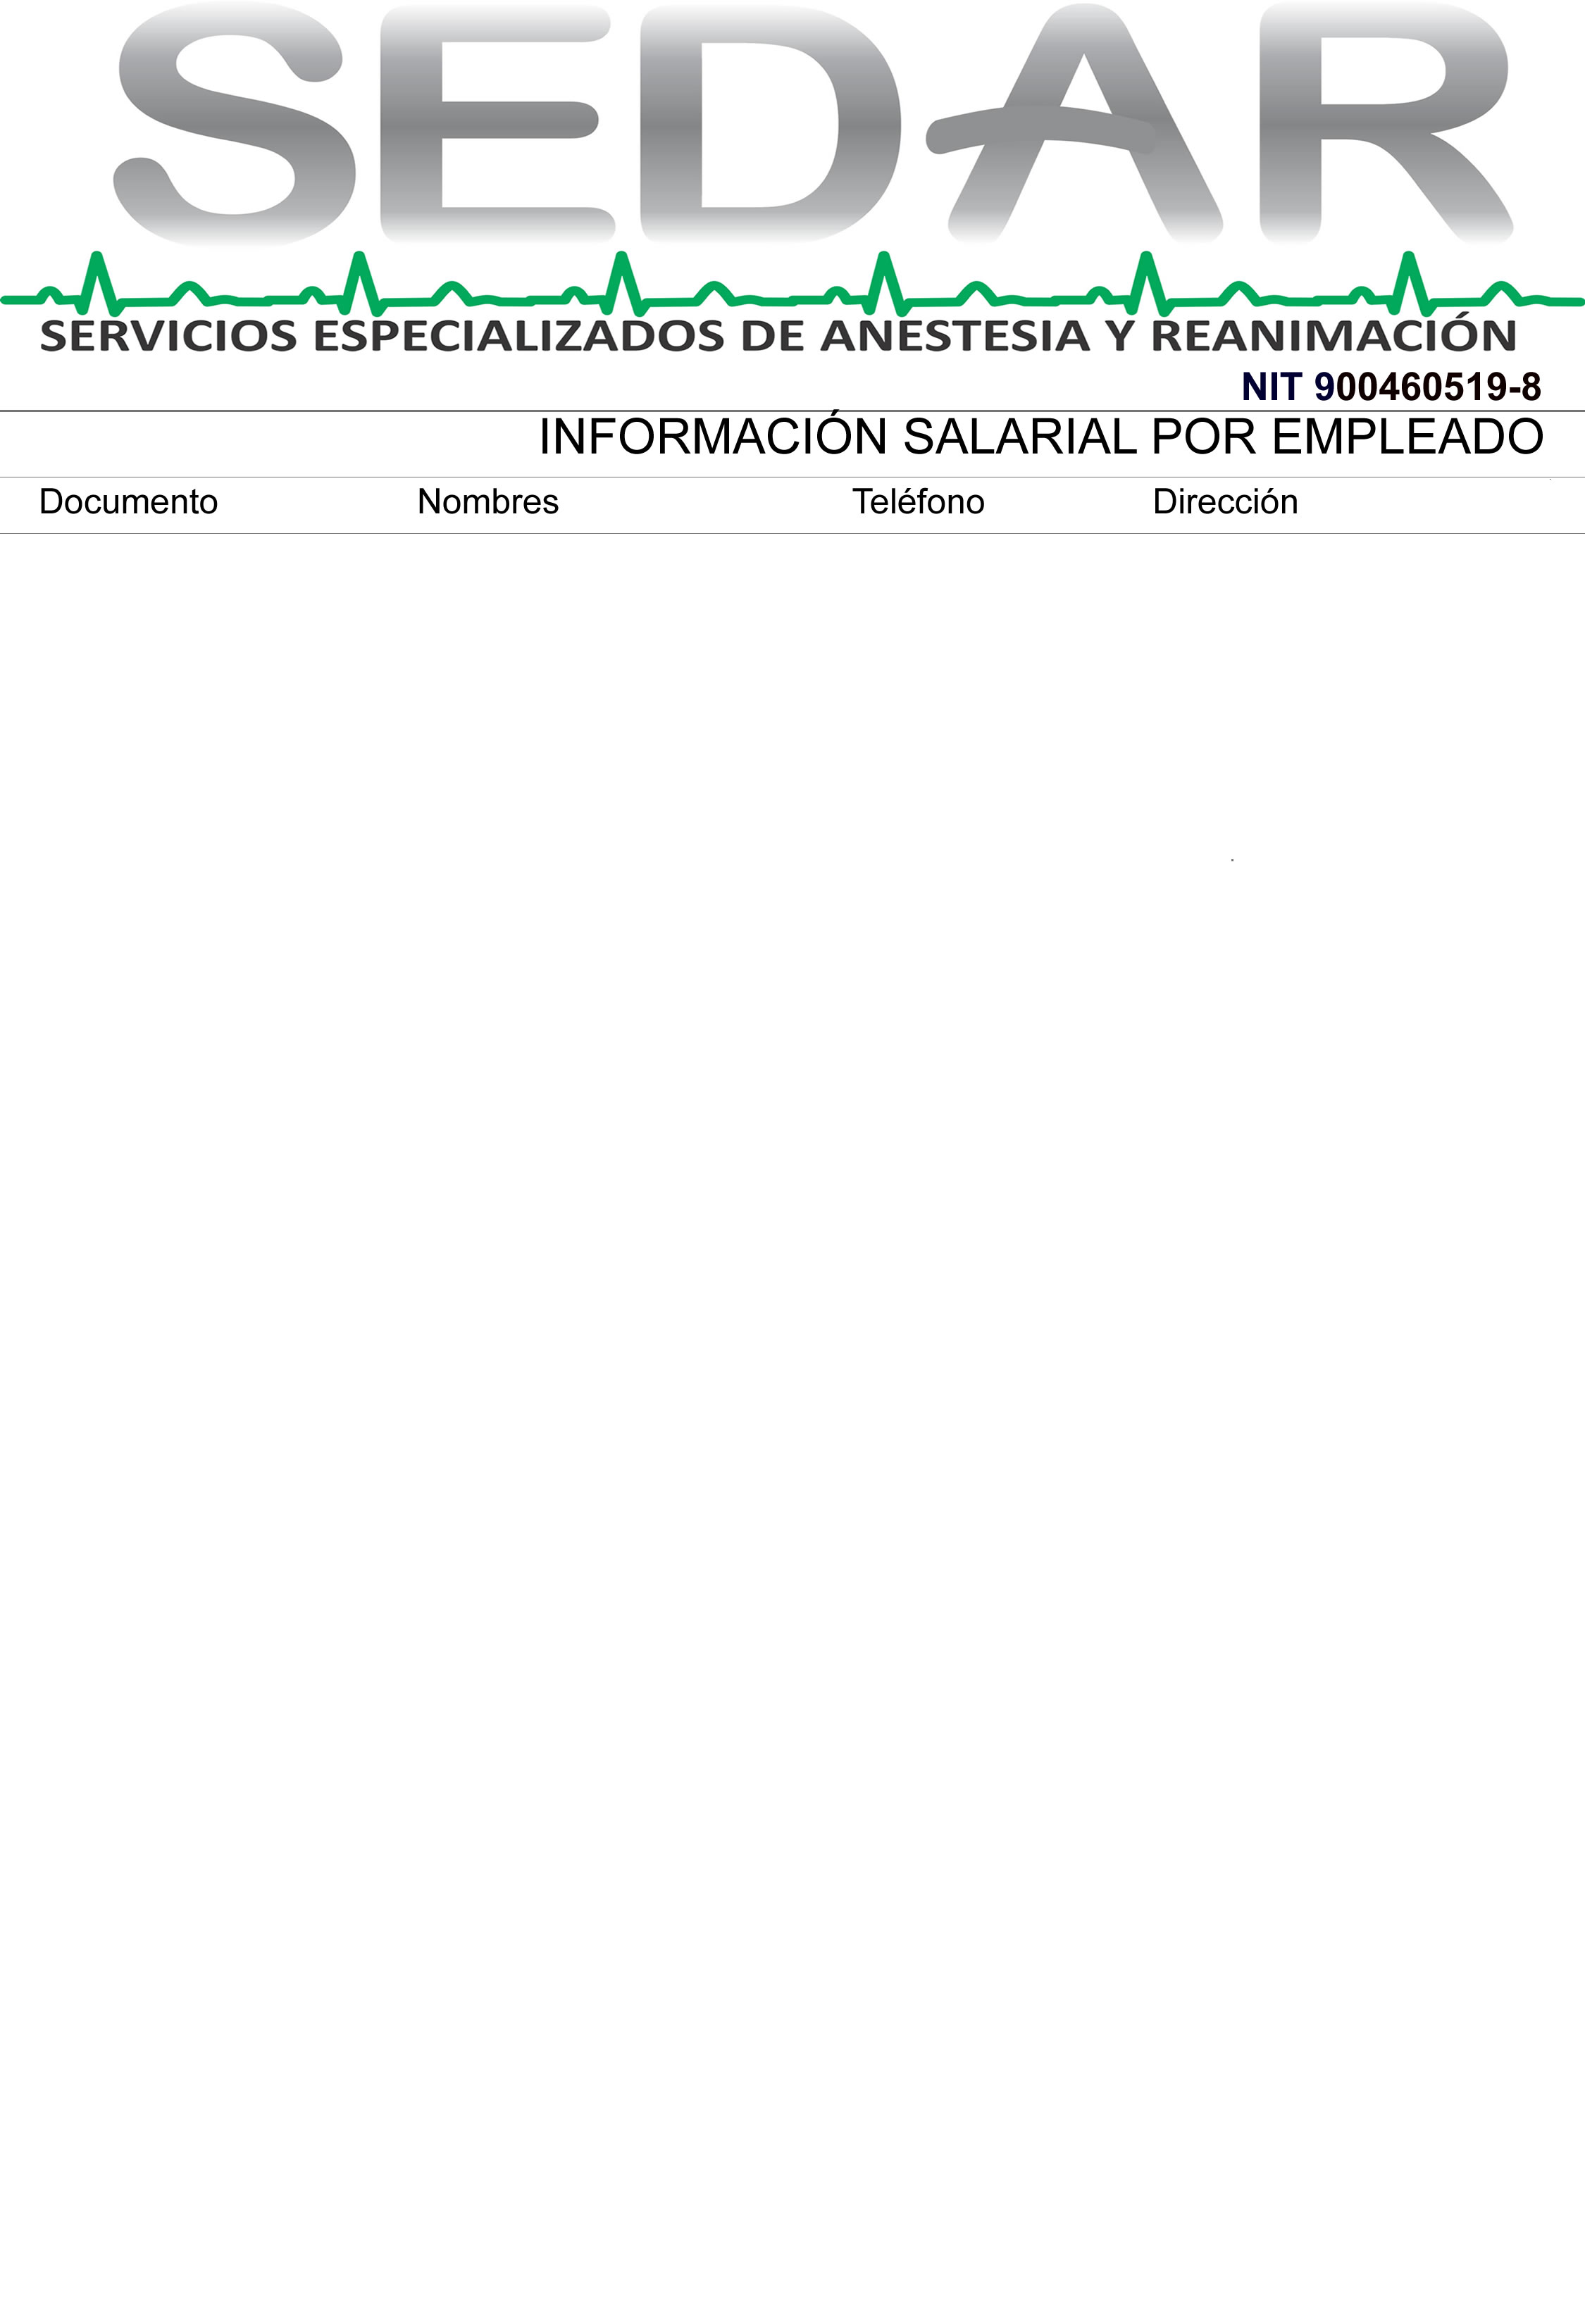 SEDAR
SERVICIOS ESPECIALIZADOS DE ANESTESIA Y REANIMACIÓN
NIT 900460519-8
INFORMACIÓN SALARIAL POR EMPLEADO
Documento Nombres Teléfono Dirección